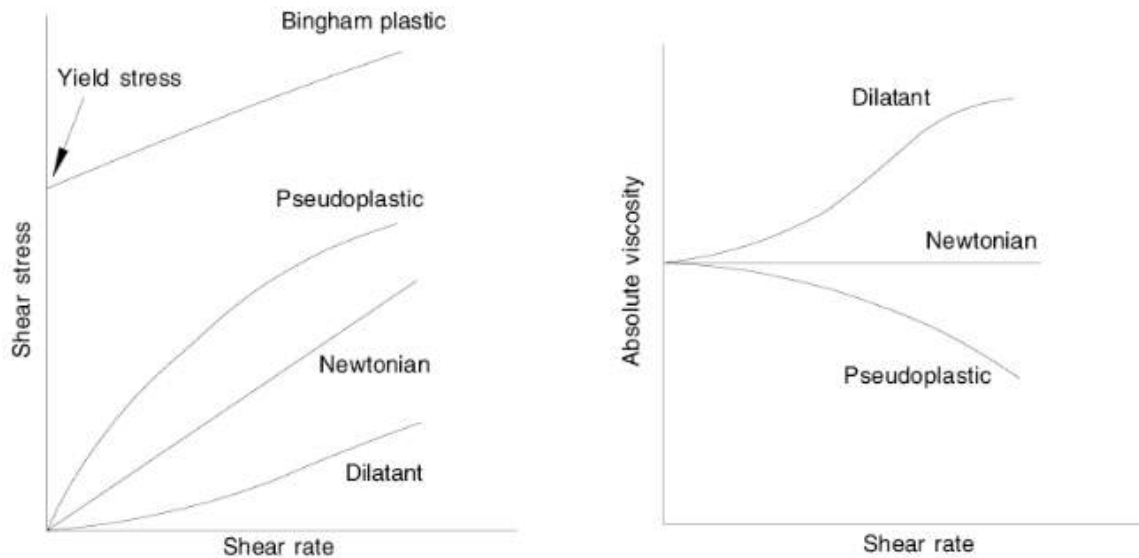 Bingham plastic
Yield stress
Pseudoplastic
Newtonian
Dilatant
Shear stress
Shear rate
Dilatant
Newtonian
Pseudoplastic
Absolute viscosity
Shear rate